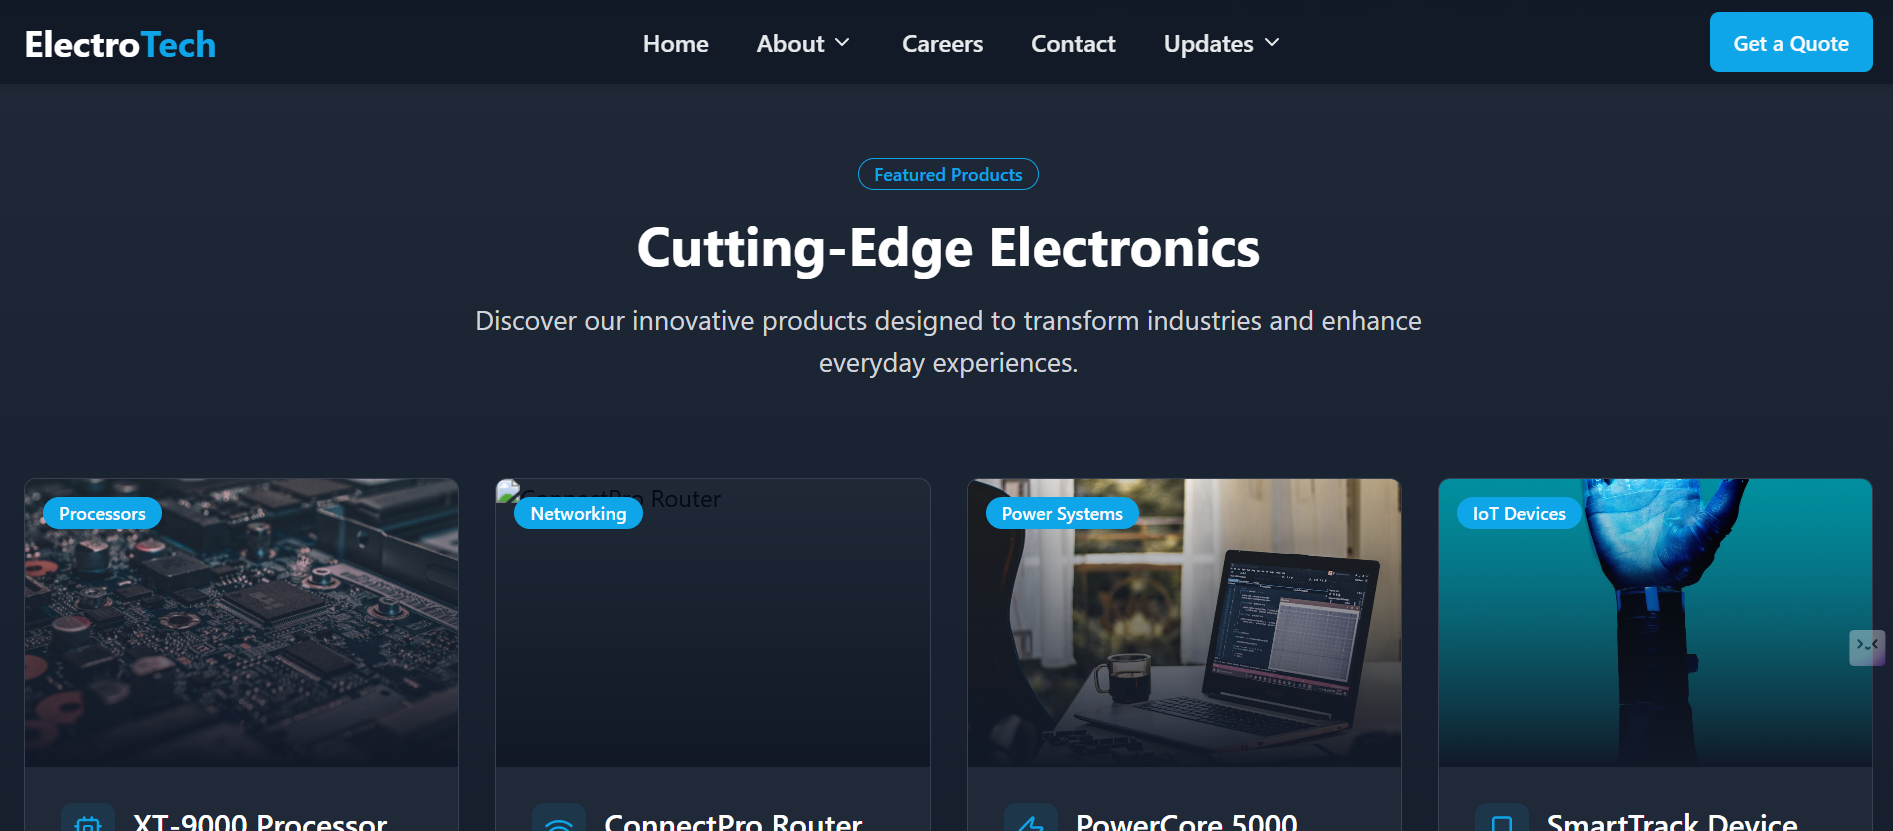 ElectroTech
Home
About
Careers
Contact
Updates
Get a Quote
Featured Products
Cutting-Edge Electronics
Discover our innovative products designed to transform industries and enhance
everyday experiences.
Processors
ConnectPro Router
Networking
Power Systems
IoT Devices
XT-9000 Processor
ConnectPro Router
PowerCore 5000
SmartTrack Device